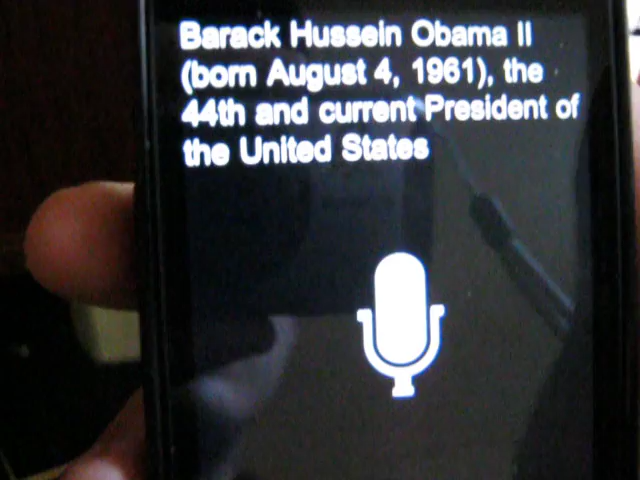 Barack Hussein Obama II
(born August 4, 1961), the
44th and current President of
the United States